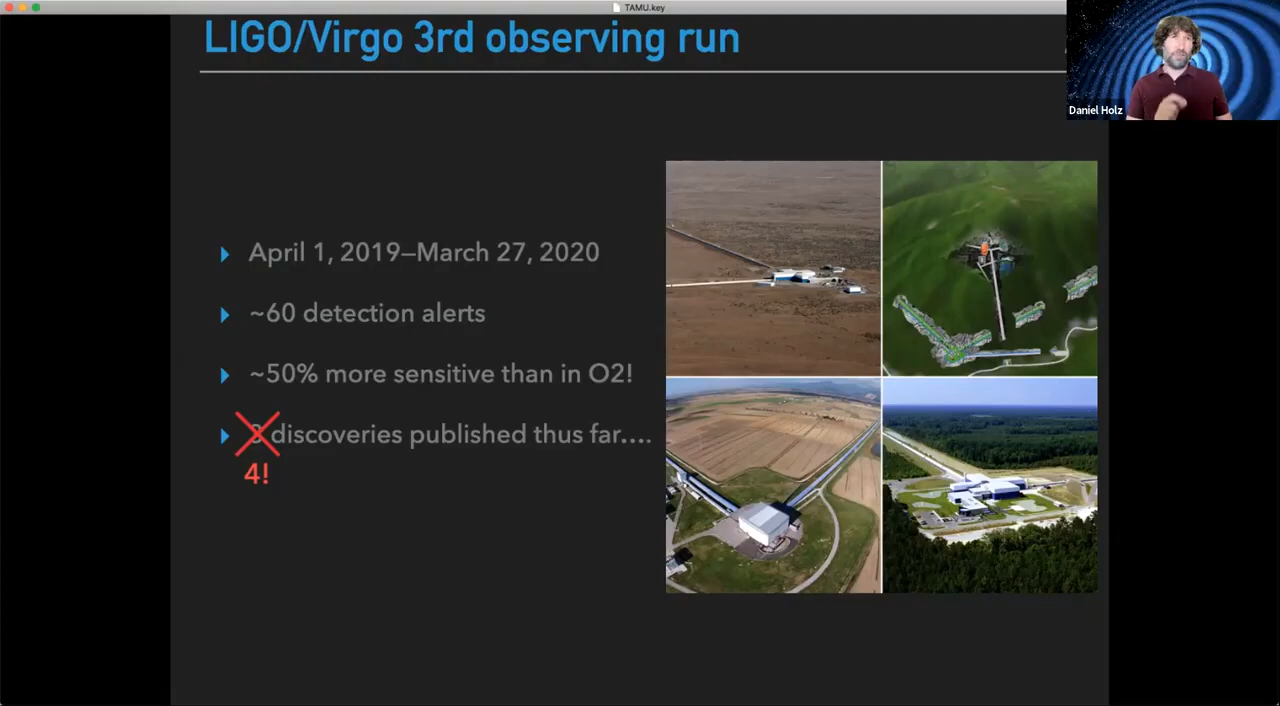 TAMU.key
LIGO/Virgo 3rd observing run
Daniel Holz
April 1, 2019—March 27, 2020
~60 detection alerts
~50% more sensitive than in O2!
discoveries published thus far....
4!